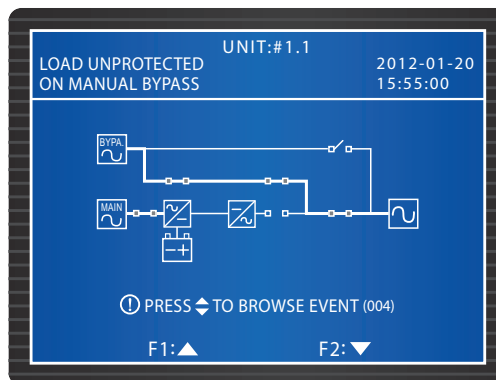 UNIT:#1.1
LOAD UNPROTECTED
ON MANUAL BYPASS
2012-01-20
15:55:00
BYPA.
MAIN
PRESS TO BROWSE EVENT (004)
F1:
F2: